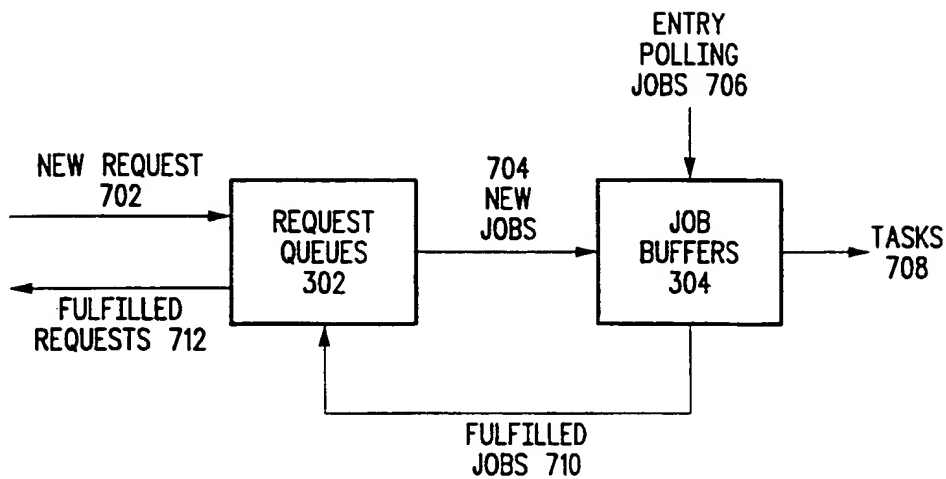 ENTRY
POLLING
JOBS 706
NEW REQUEST
702
REQUEST
QUEUES
302
704
NEW
JOBS
JOB
BUFFERS
304
TASKS
708
FULFILLED
REQUESTS 712
FULFILLED
JOBS 710